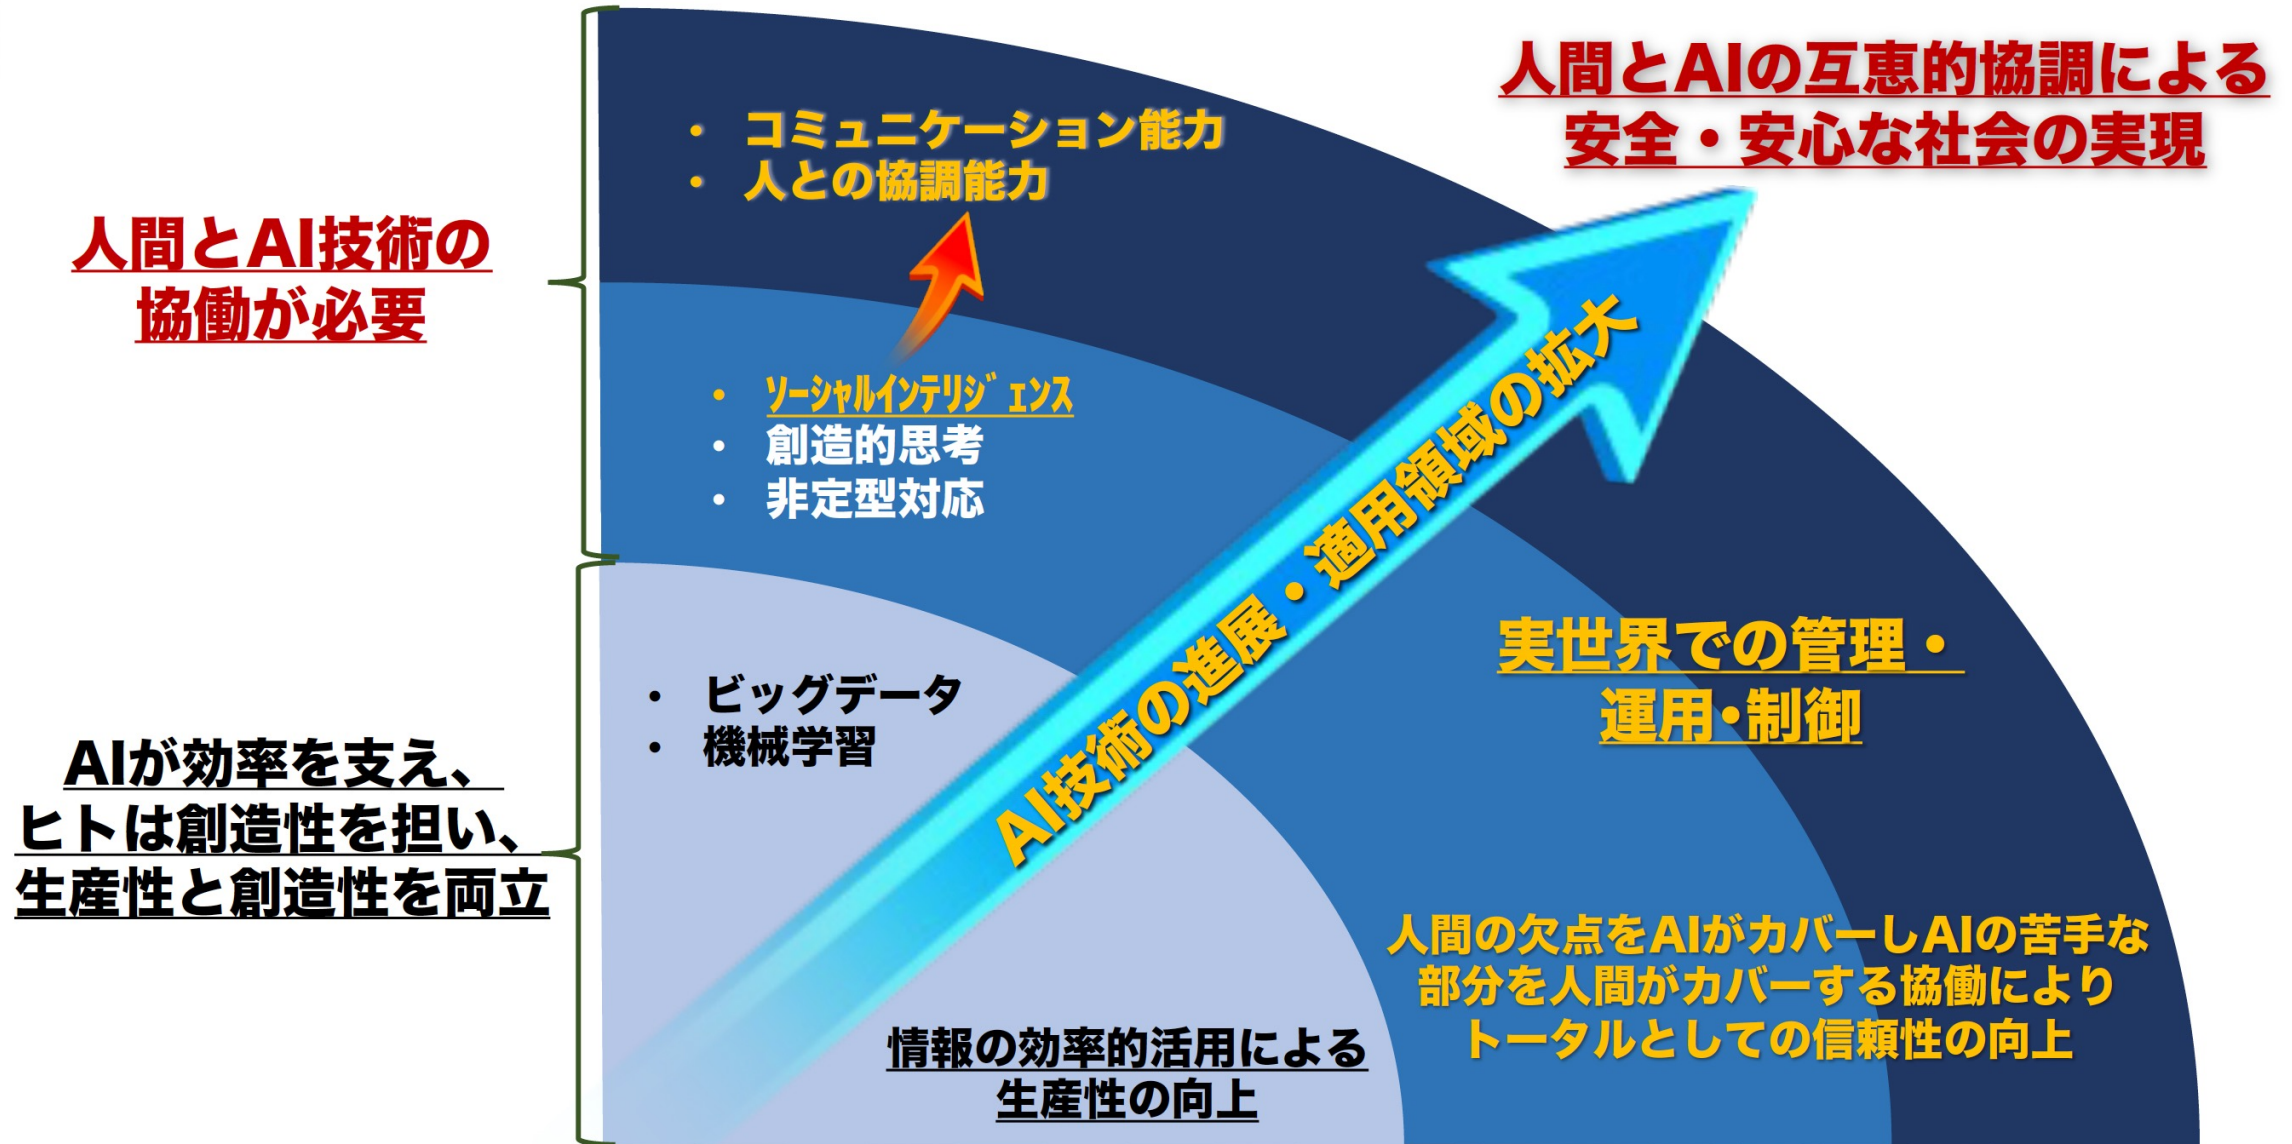 人間とAIの互恵的協調による
安全・安心な社会の実現
・ コミュニケーション能力
・ 人との協調能力
人間とAI技術の
協働が必要
・ ｿｰｼｬﾙｲﾝﾃﾘｼﾞｪﾝｽ
・ 創造的思考
・ 非定型対応
AI技術の進展・適用領域の拡大
実世界での管理・
運用･制御
・ ビッグデータ
・ 機械学習
AIが効率を支え、
ヒトは創造性を担い、
生産性と創造性を両立
人間の欠点をAIがカバーしAIの苦手な
部分を人間がカバーする協働により
トータルとしての信頼性の向上
情報の効率的活用による
生産性の向上